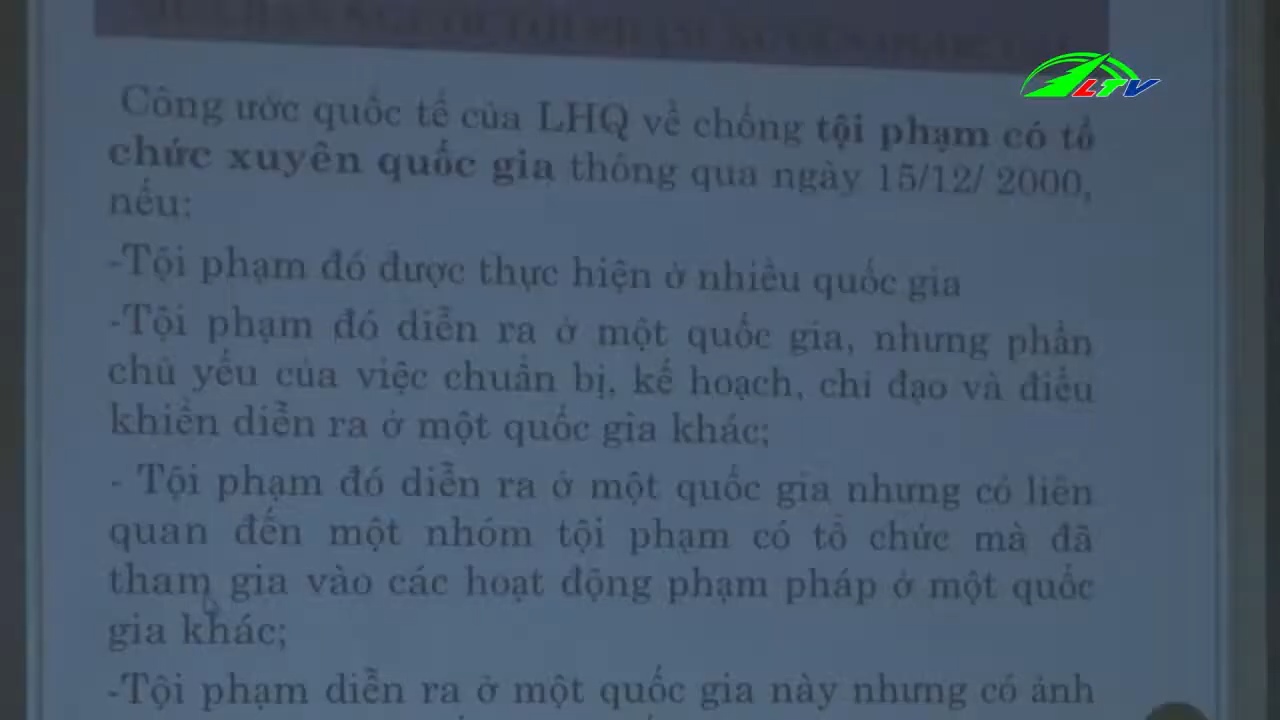 LTV
Công ước quốc tế của LHQ về chống tội phạm có tổ
chức xuyên quốc gia thông qua ngày 15/12/ 2000,
nếu:
-Tội phạm đó được thực hiện ở nhiều quốc gia
-Tội phạm đó diễn ra ở một quốc gia, nhưng phần
chủ yếu của việc chuẩn bị, kế hoạch, chỉ đạo và điều
khiển diễn ra ở một quốc gia khác;
- Tội phạm đó diễn ra ở một quốc gia nhưng có liên
quan đến một nhóm tội phạm có tổ chức mà đã
tham gia vào các hoạt động phạm pháp ở một quốc
gia khác;
-Tội phạm diễn ra ở một quốc gia này nhưng có ảnh